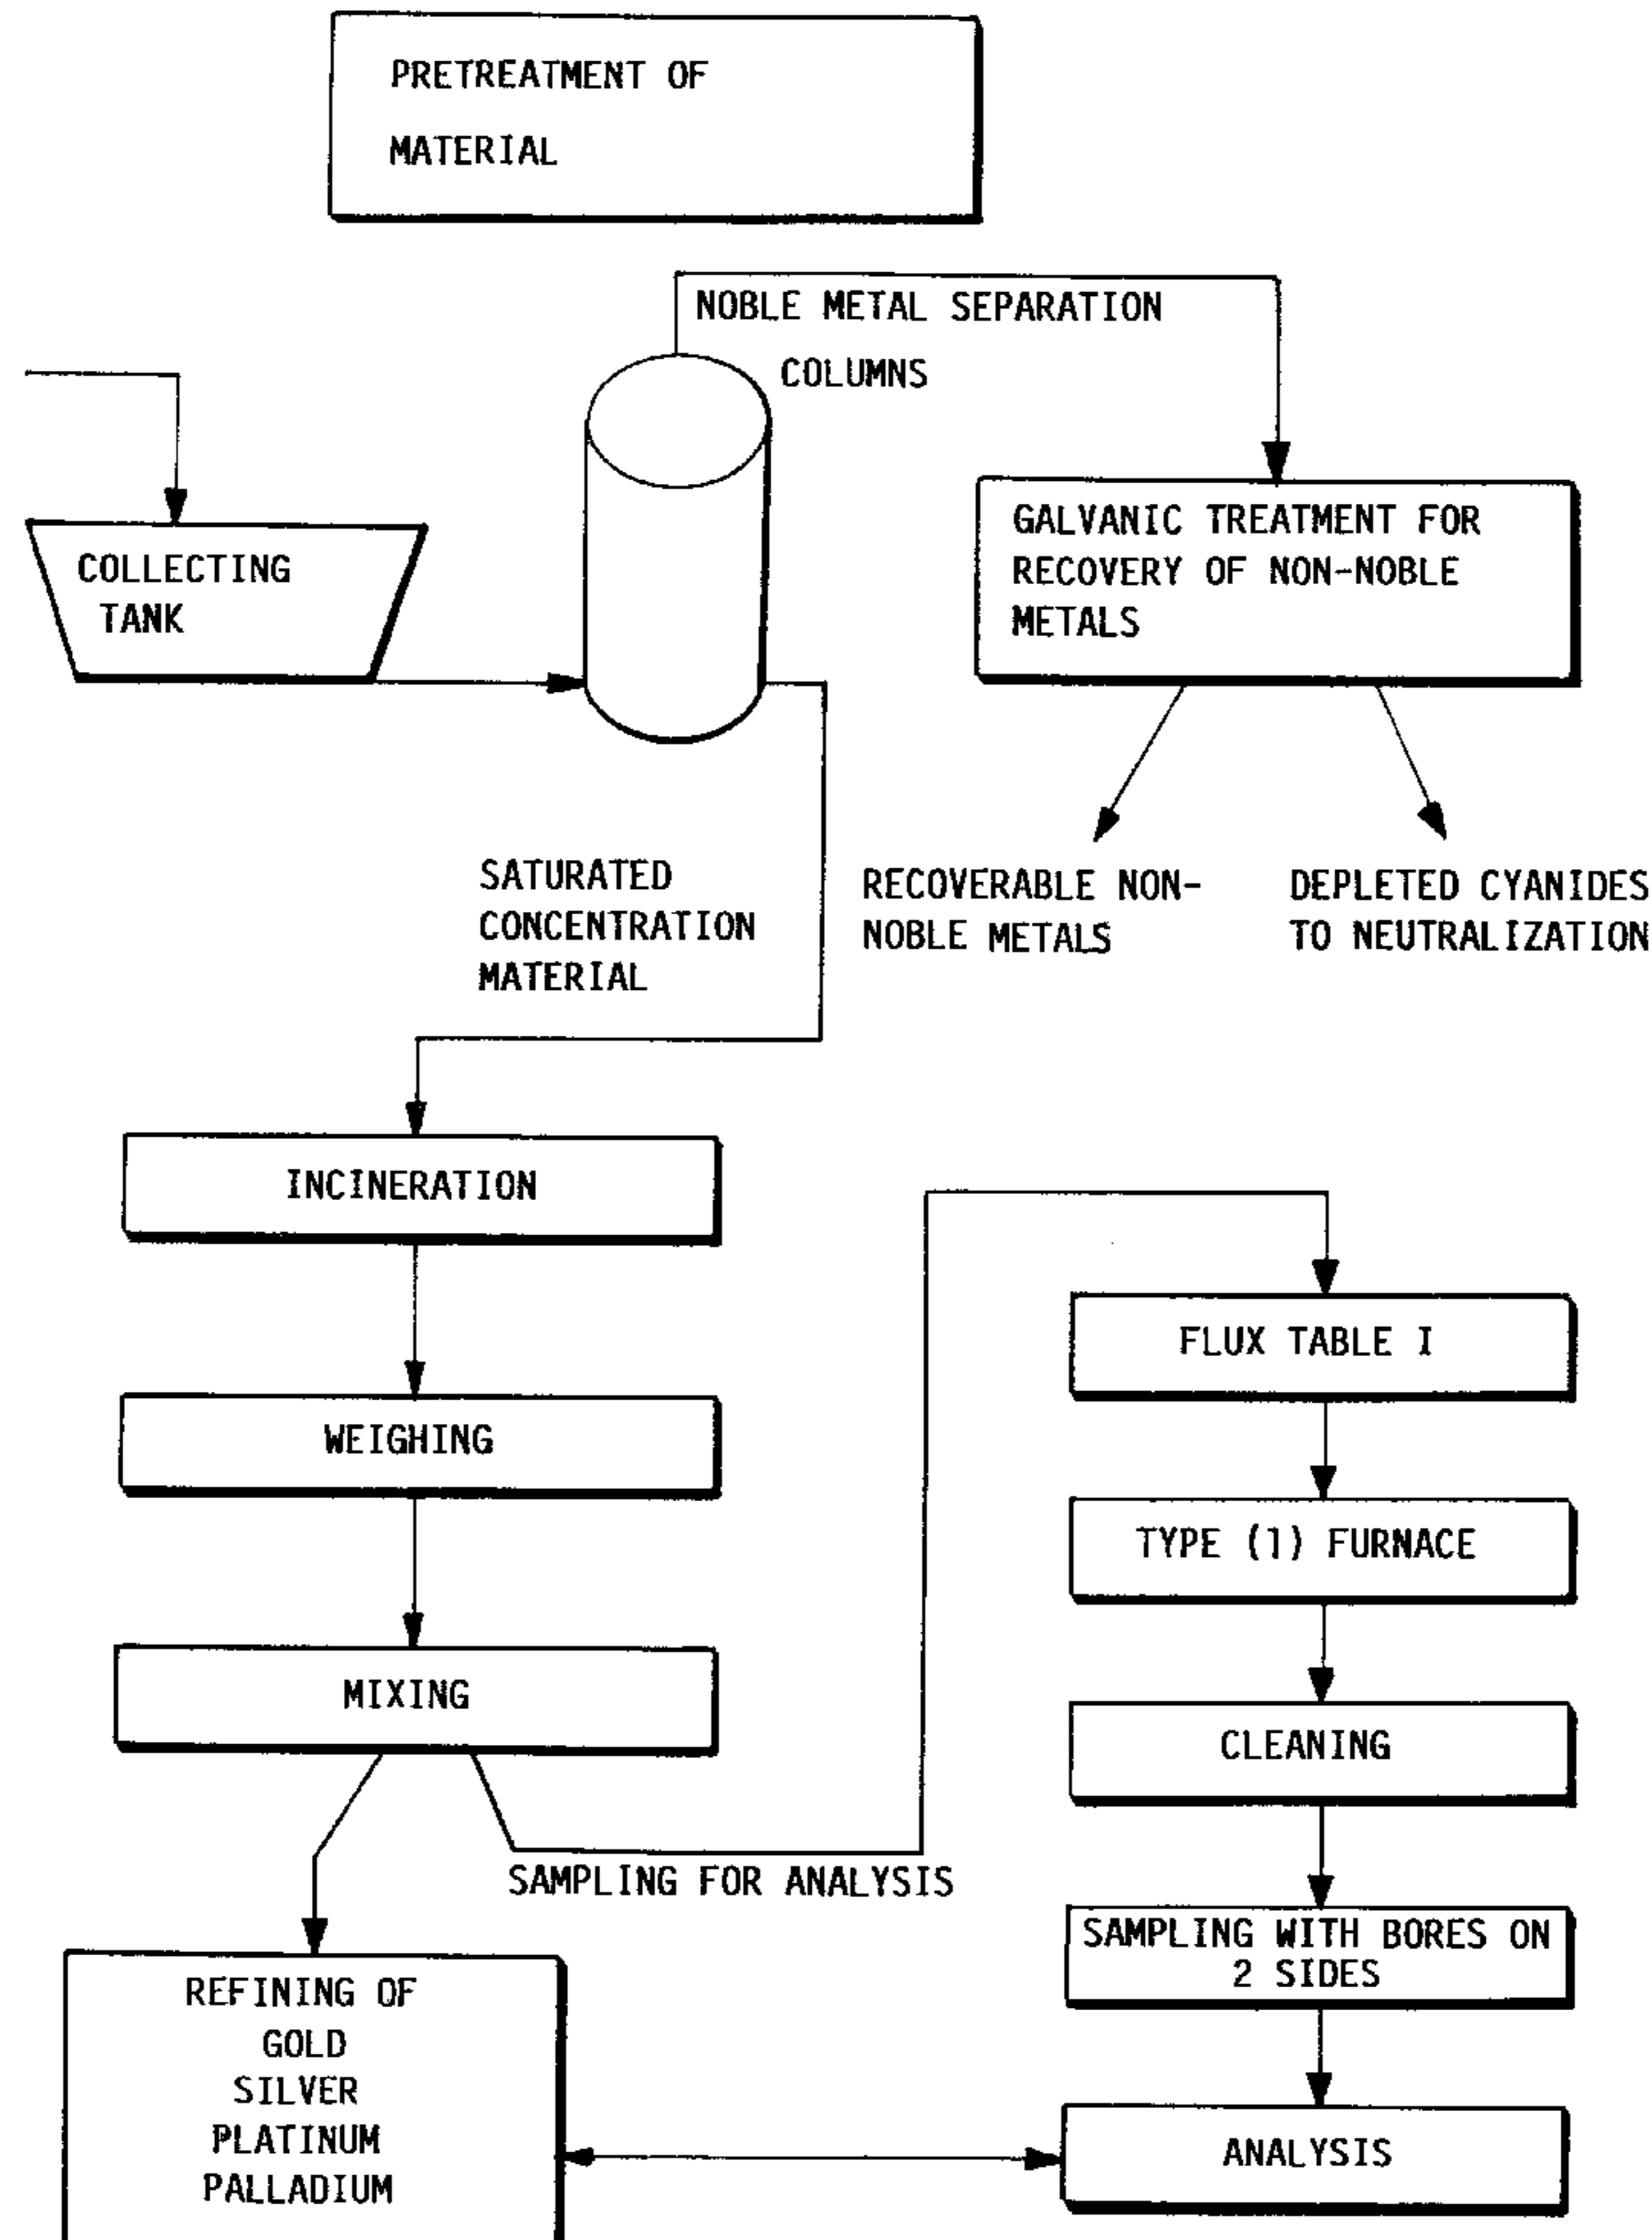 PRETREATMENT OF
MATERIAL
NOBLE METAL SEPARATION
COLUMNS
COLLECTING
TANK
GALVANIC TREATMENT FOR
RECOVERY OF NON-NOBLE
METALS
SATURATED
CONCENTRATION
MATERIAL
RECOVERABLE NON-
NOBLE METALS
DEPLETED CYANIDES
TO NEUTRALIZATION
INCINERATION
WEIGHING
MIXING
SAMPLING FOR ANALYSIS
FLUX TABLE I
TYPE (1) FURNACE
CLEANING
SAMPLING WITH BORES ON
2 SIDES
REFINING OF
GOLD
SILVER
PLATINUM
PALLADIUM
ANALYSIS